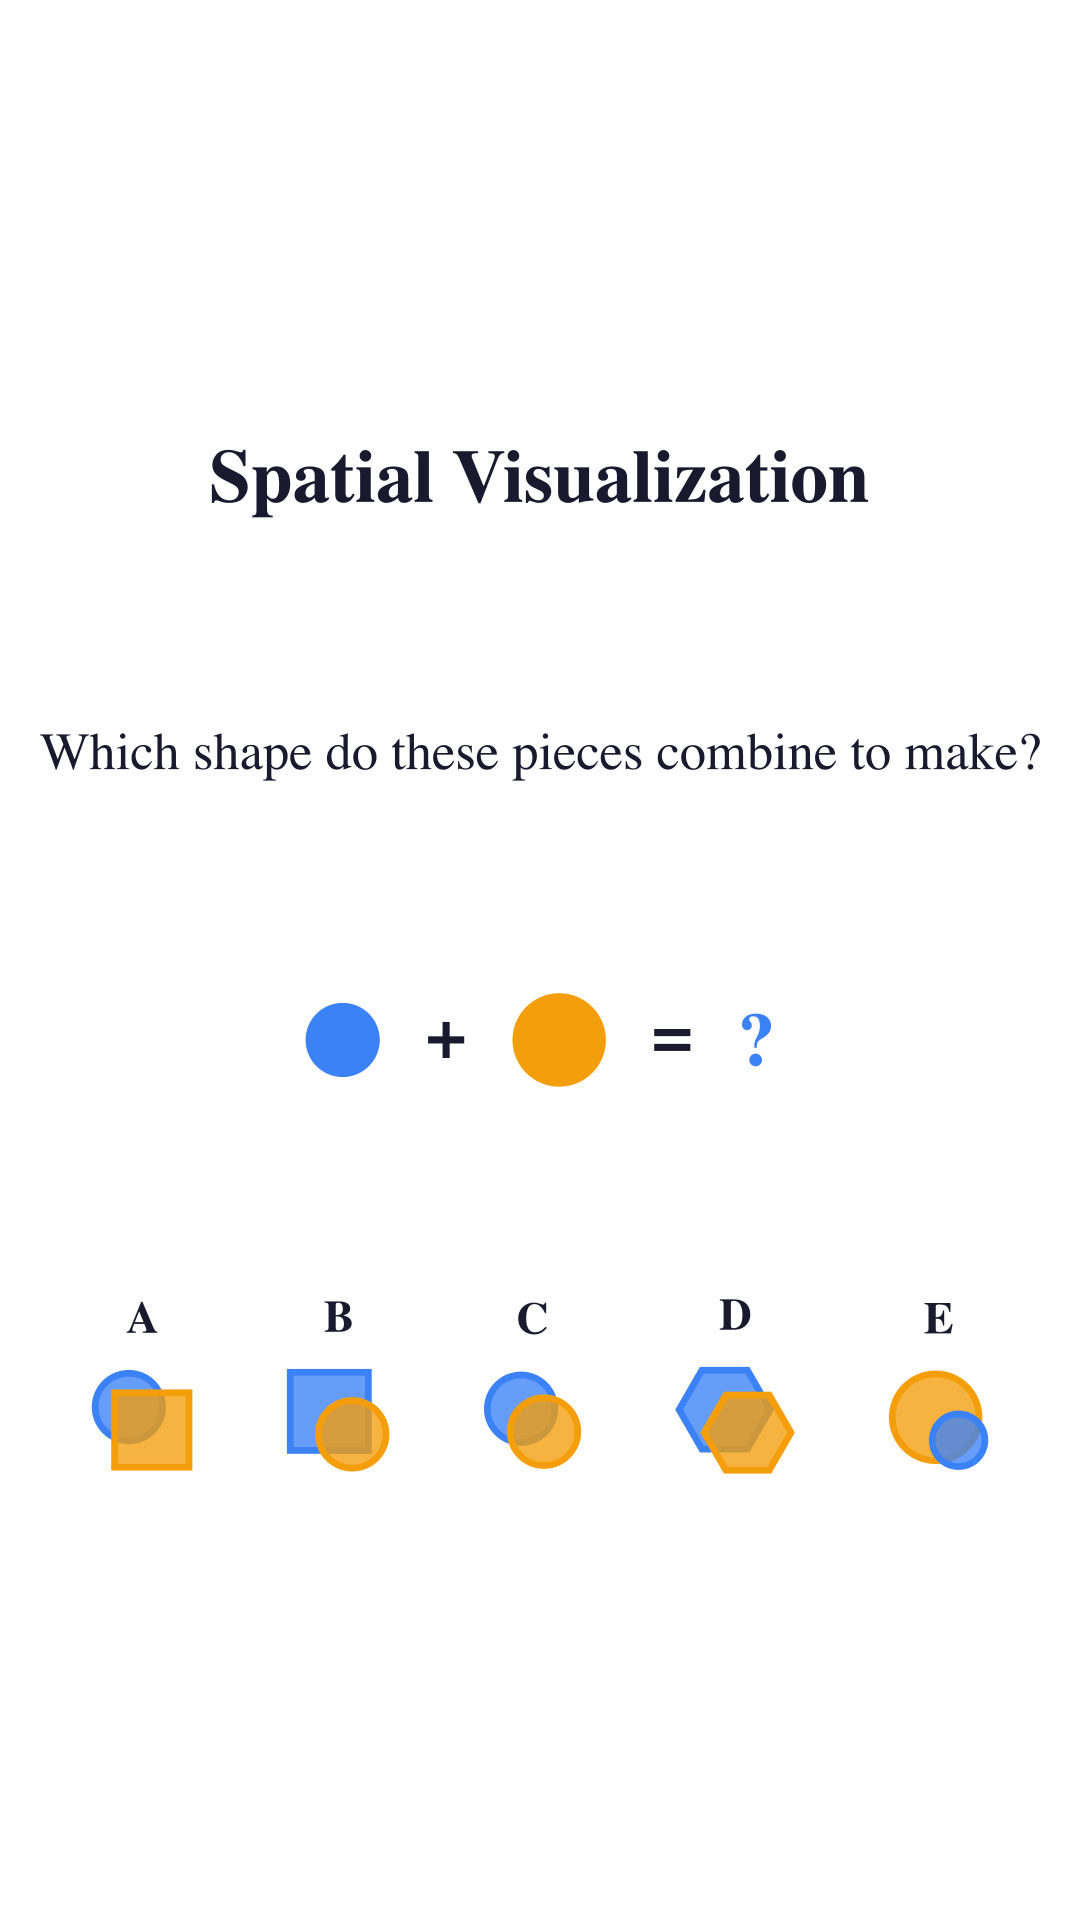 Spatial Visualization
Which shape do these pieces combine to make?
+ = ?
A B C D E